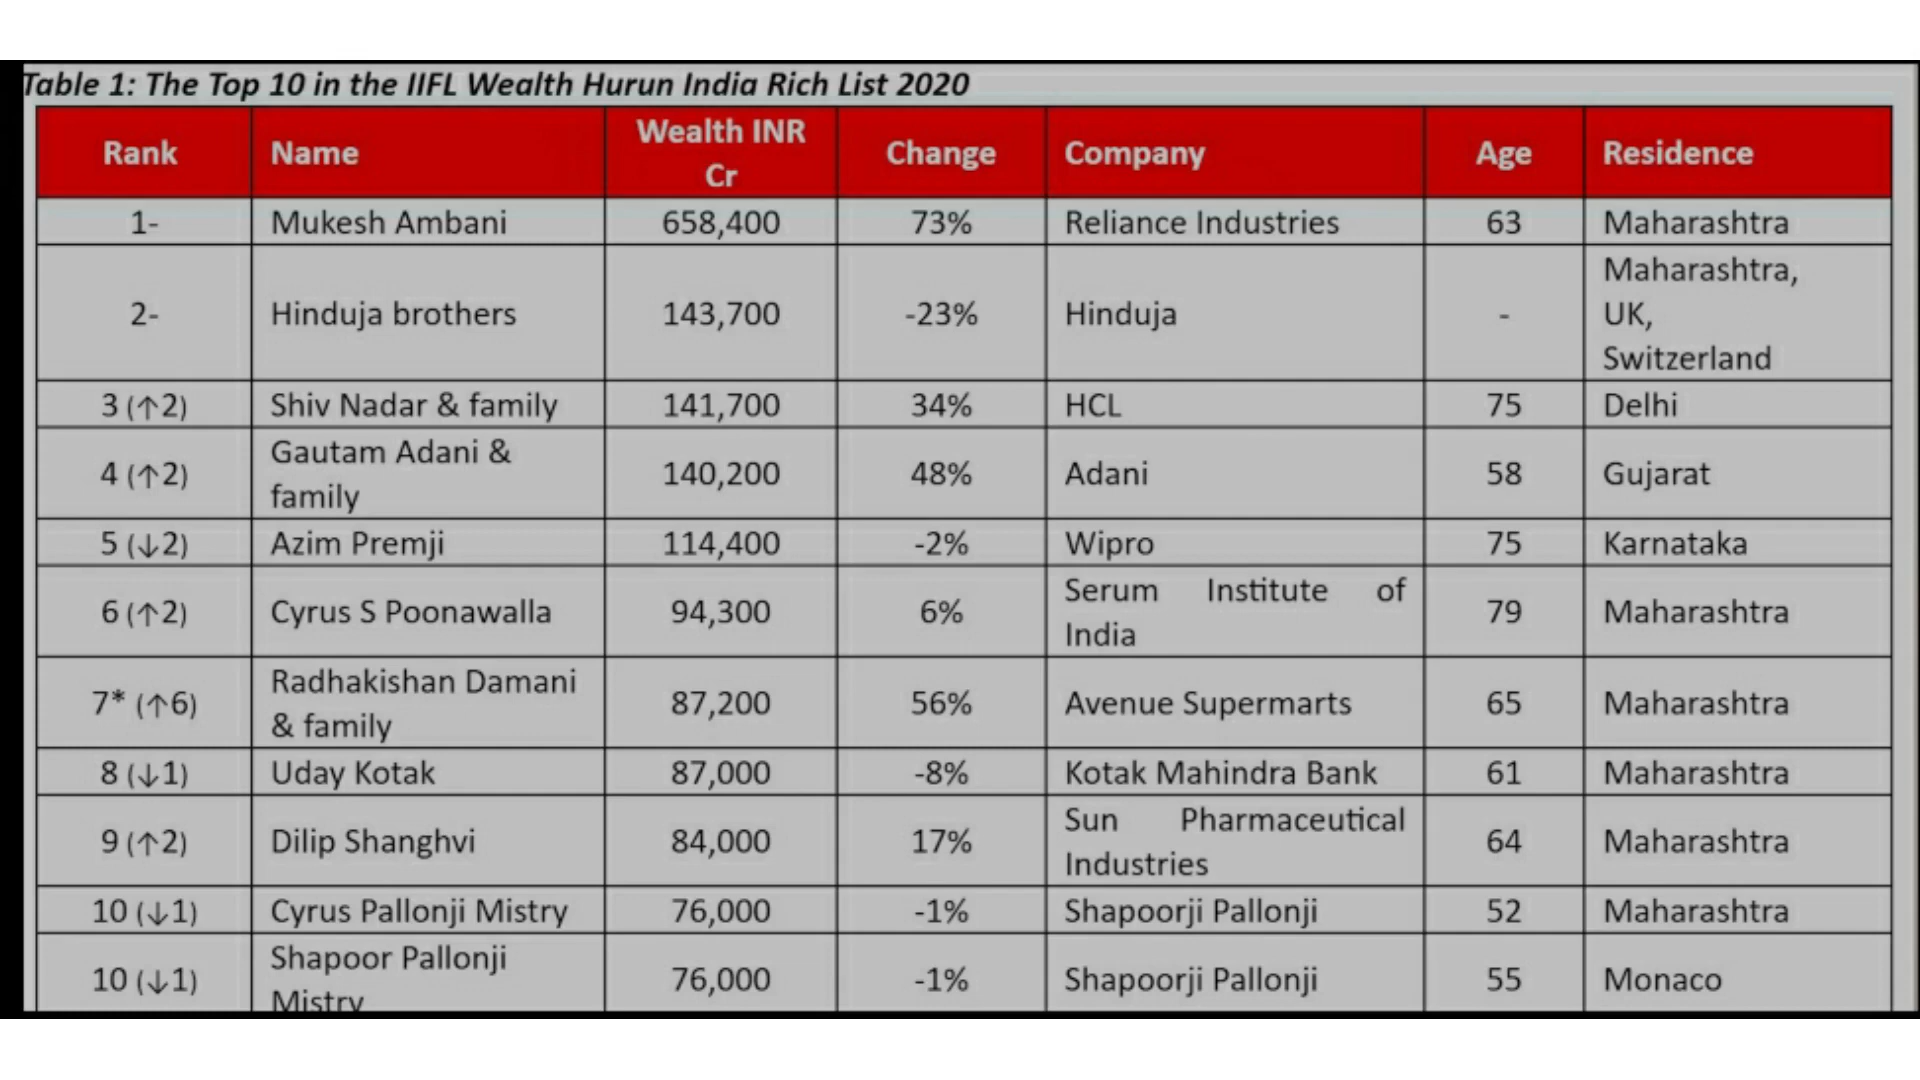 Table 1: The Top 10 in the IIFL Wealth Hurun India Rich List 2020
Rank Name Wealth INR Cr Change Company Age Residence
1- Mukesh Ambani 658,400 73% Reliance Industries 63 Maharashtra
2- Hinduja brothers 143,700 -23% Hinduja - Maharashtra, UK, Switzerland
3 (↑2) Shiv Nadar & family 141,700 34% HCL 75 Delhi
4 (↑2) Gautam Adani & family 140,200 48% Adani 58 Gujarat
5 (↓2) Azim Premji 114,400 -2% Wipro 75 Karnataka
6 (↑2) Cyrus S Poonawalla 94,300 6% Serum Institute of India 79 Maharashtra
7* (↑6) Radhakishan Damani & family 87,200 56% Avenue Supermarts 65 Maharashtra
8 (↓1) Uday Kotak 87,000 -8% Kotak Mahindra Bank 61 Maharashtra
9 (↑2) Dilip Shanghvi 84,000 17% Sun Pharmaceutical Industries 64 Maharashtra
10 (↓1) Cyrus Pallonji Mistry 76,000 -1% Shapoorji Pallonji 52 Maharashtra
10 (↓1) Shapoor Pallonji Mistry 76,000 -1% Shapoorji Pallonji 55 Monaco